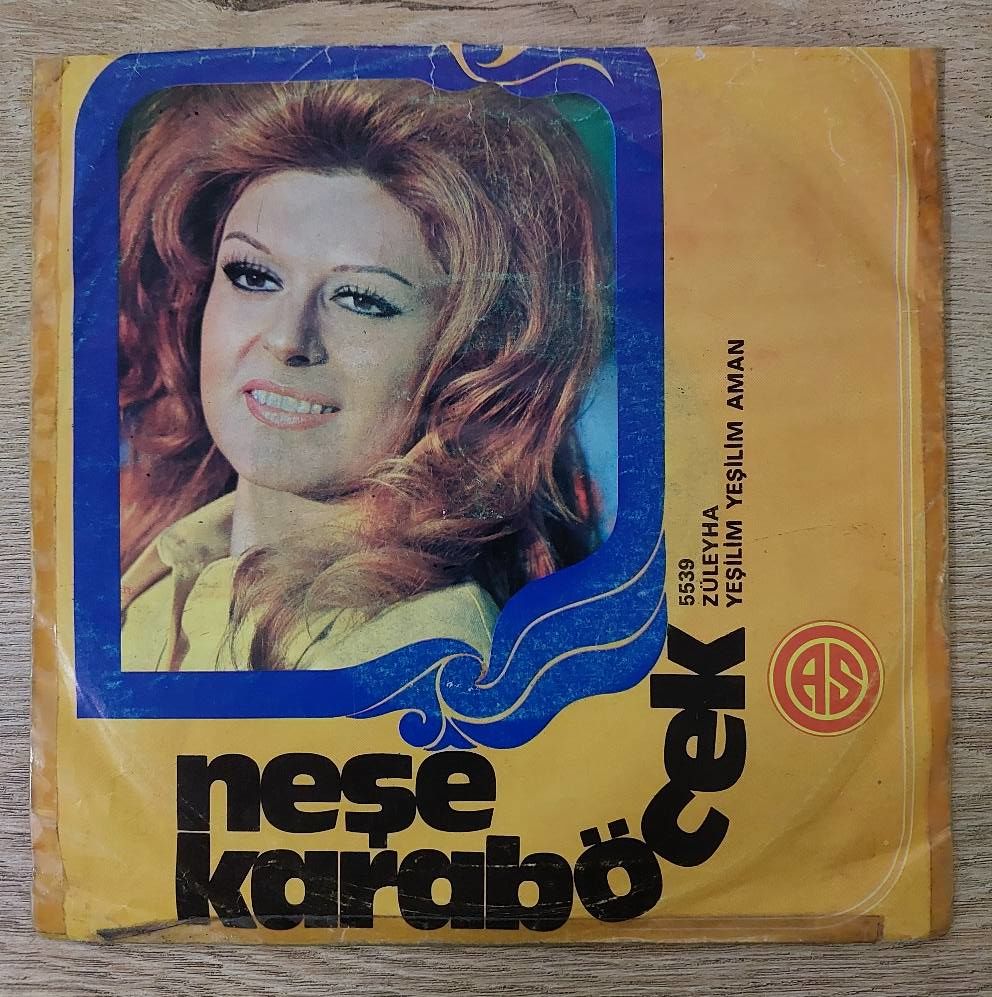 neşe
karaböcek
5539
ZÜLEYHA
YEŞİLİM YEŞİLİM AMAN
AS